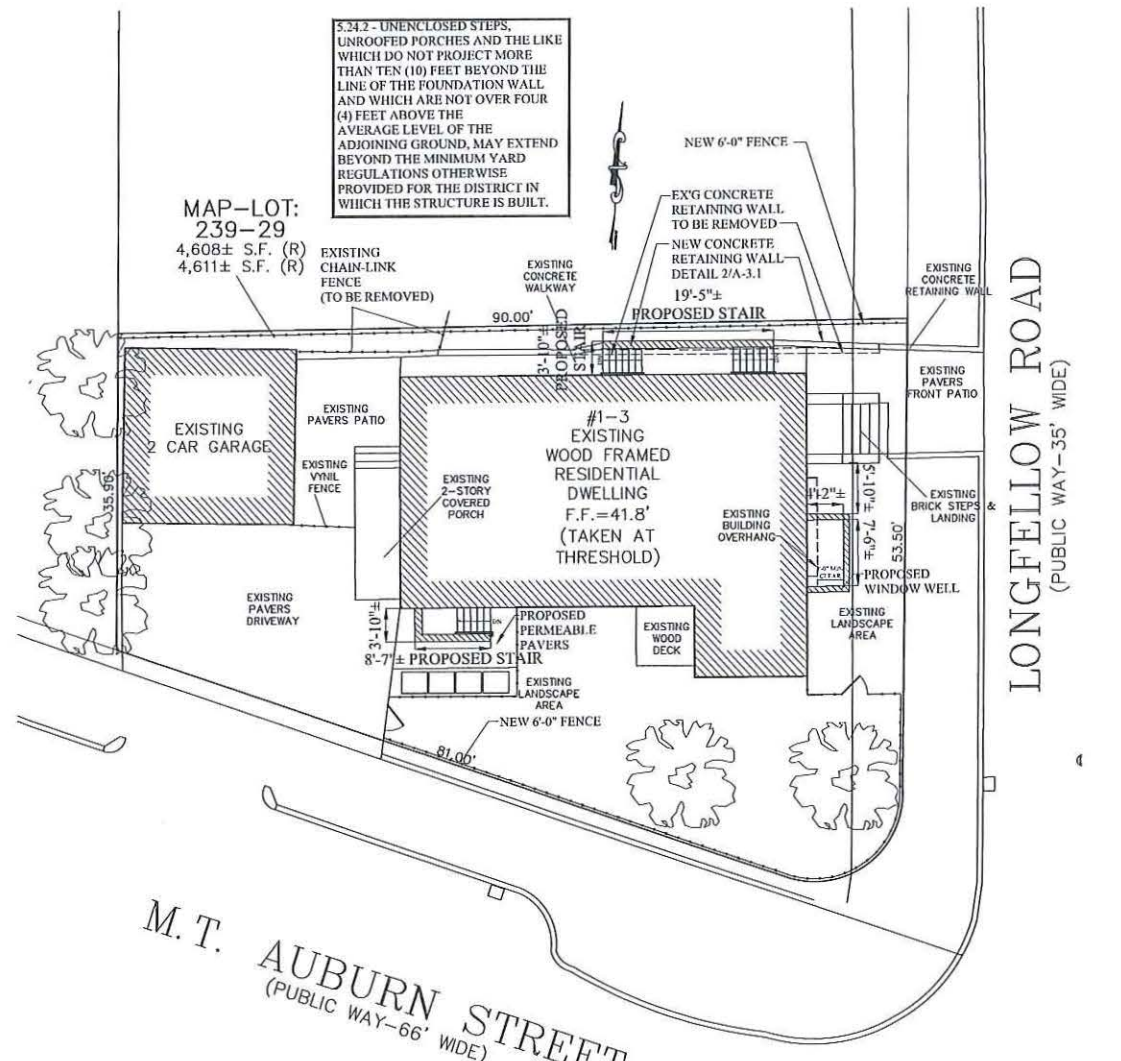 5.24.2 - UNENCLOSED STEPS,
UNROOFED PORCHES AND THE LIKE
WHICH DO NOT PROJECT MORE
THAN TEN (10) FEET BEYOND THE
LINE OF THE FOUNDATION WALL
AND WHICH ARE NOT OVER FOUR
(4) FEET ABOVE THE
AVERAGE LEVEL OF THE
ADJOINING GROUND, MAY EXTEND
BEYOND THE MINIMUM YARD
REGULATIONS OTHERWISE
PROVIDED FOR THE DISTRICT IN
WHICH THE STRUCTURE IS BUILT.
NEW 6'-0" FENCE
MAP-LOT:
239-29
4,608± S.F. (R)
4,611± S.F. (R)
EXISTING
CHAIN-LINK
FENCE
(TO BE REMOVED)
EXISTING
CONCRETE
WALKWAY
EX'G CONCRETE
RETAINING WALL
TO BE REMOVED
NEW CONCRETE
RETAINING WALL
DETAIL 2/A-3.1
19'-5"±
PROPOSED STAIR
EXISTING
CONCRETE
RETAINING WALL
90.00'
3'-10"±
PROPOSED
STAIR
EXISTING
PAVERS
FRONT PATIO
LONGFELLOW ROAD
(PUBLIC WAY-35' WIDE)
EXISTING
2 CAR GARAGE
35.96'
EXISTING
PAVERS PATIO
EXISTING
VYNIL
FENCE
EXISTING
2-STORY
COVERED
PORCH
#1-3
EXISTING
WOOD FRAMED
RESIDENTIAL
DWELLING
F.F.=41.8'
(TAKEN AT
THRESHOLD)
EXISTING
BUILDING
OVERHANG
4'-2"±
5'-10"±
7'-6"±
53.50'
EXISTING
BRICK STEPS &
LANDING
CLEAR
PROPOSED
WINDOW WELL
EXISTING
LANDSCAPE
AREA
EXISTING
PAVERS
DRIVEWAY
3'-10"±
DN
PROPOSED
PERMEABLE
PAVERS
8'-7"± PROPOSED STAIR
EXISTING
WOOD
DECK
EXISTING
LANDSCAPE
AREA
NEW 6'-0" FENCE
81.00'
M.T. AUBURN STREET
(PUBLIC WAY-66' WIDE)